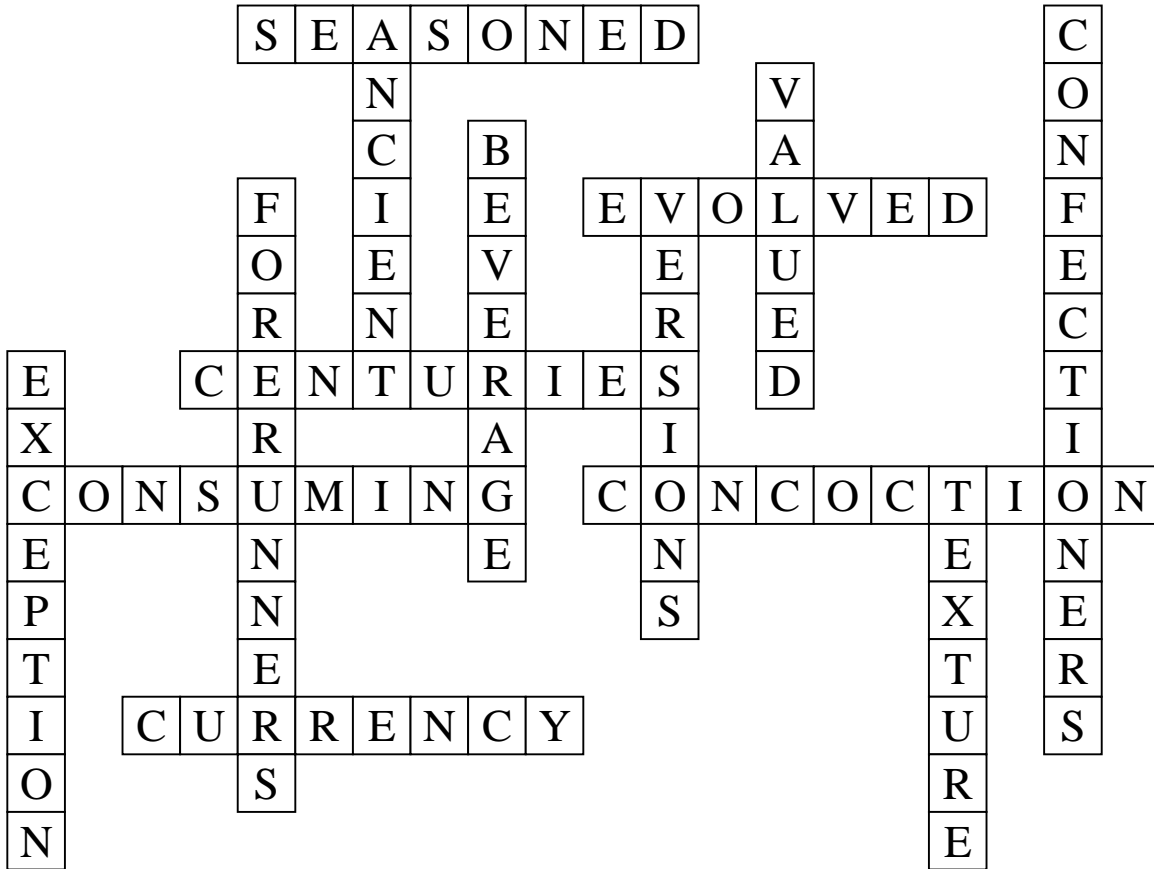 SEASONED
ANCIENT
CONFECTIONERS
VALUED
BEVERAGE
FORERUNNERS
EVOLVED
VERSIONS
EXCEPTION
CENTURIES
CONSUMING
CONCOCTION
TEXTURE
CURRENCY